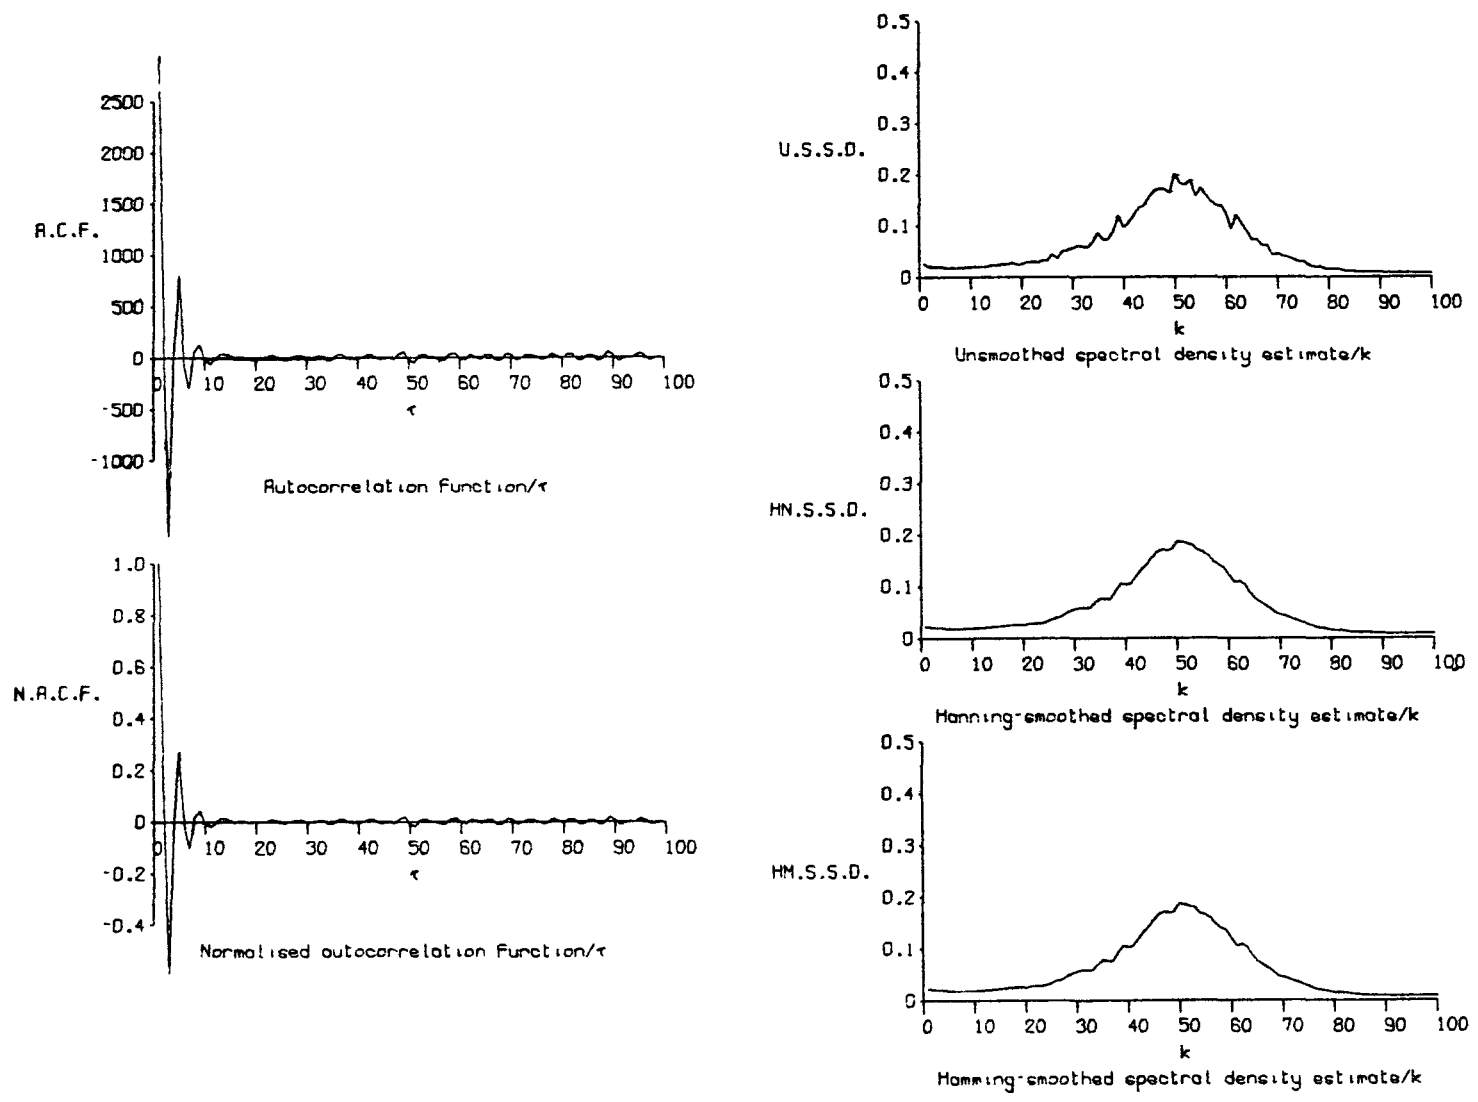 2500
2000
1500
A.C.F.
1000
500
0
0 10 20 30 40 50 60 70 80 90 100
-500
τ
-1000
Autocorrelation function/τ
1.0
0.8
0.6
N.A.C.F.
0.4
0.2
0
0 10 20 30 40 50 60 70 80 90 100
-0.2
τ
-0.4
Normalised autocorrelation function/τ
0.5
0.4
0.3
U.S.S.D.
0.2
0.1
0
0 10 20 30 40 50 60 70 80 90 100
k
Unsmoothed spectral density estimate/k
0.5
0.4
0.3
HN.S.S.D.
0.2
0.1
0
0 10 20 30 40 50 60 70 80 90 100
k
Hanning-smoothed spectral density estimate/k
0.5
0.4
0.3
HM.S.S.D.
0.2
0.1
0
0 10 20 30 40 50 60 70 80 90 100
k
Hamming-smoothed spectral density estimate/k